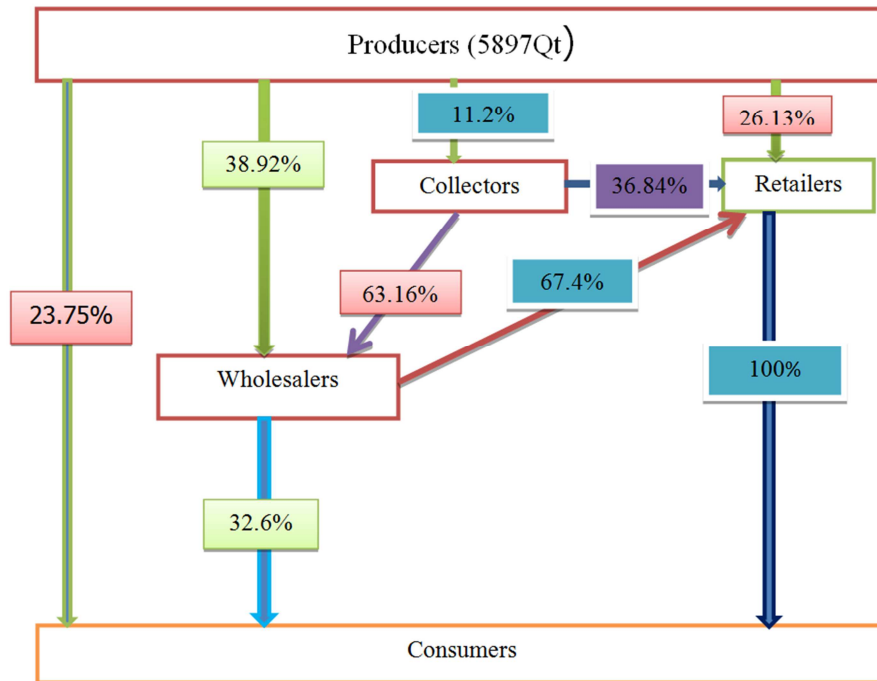 Producers (5897Qt)
11.2%
26.13%
38.92%
Collectors
36.84%
Retailers
63.16%
67.4%
23.75%
Wholesalers
100%
32.6%
Consumers